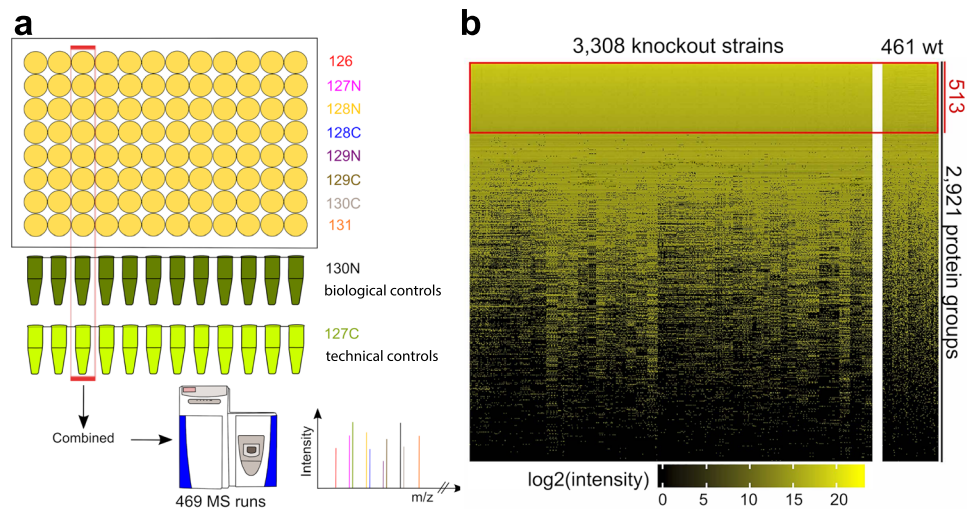 a
126
127N
128N
128C
129N
129C
130C
131
130N
biological controls
127C
technical controls
Combined
469 MS runs
Intensity
m/z
b
3,308 knockout strains
461 wt
513
2,921 protein groups
log2(intensity)
0 5 10 15 20